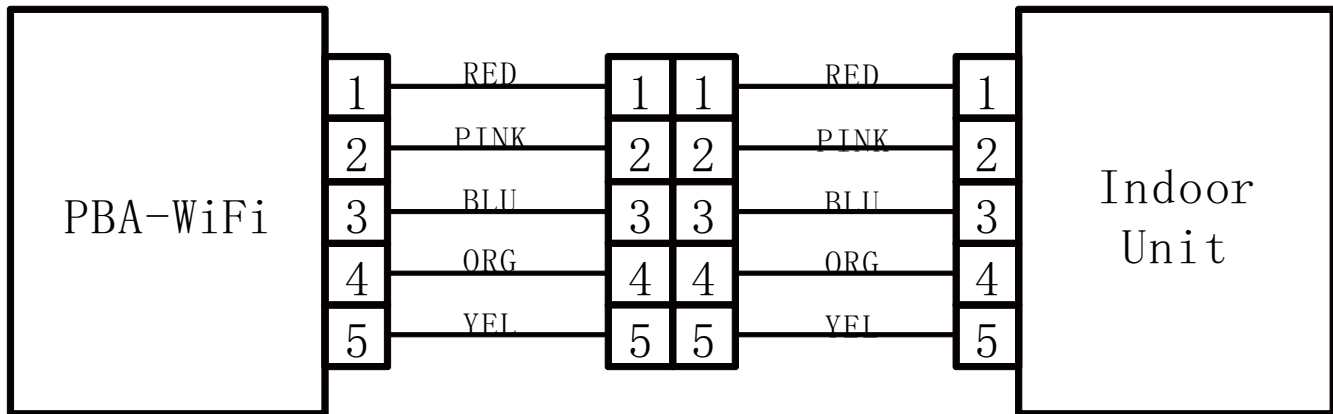 PBA-WiFi
1 RED 1 1 RED 1
2 PINK 2 2 PINK 2
3 BLU 3 3 BLU 3
4 ORG 4 4 ORG 4
5 YEL 5 5 YEL 5
Indoor
Unit